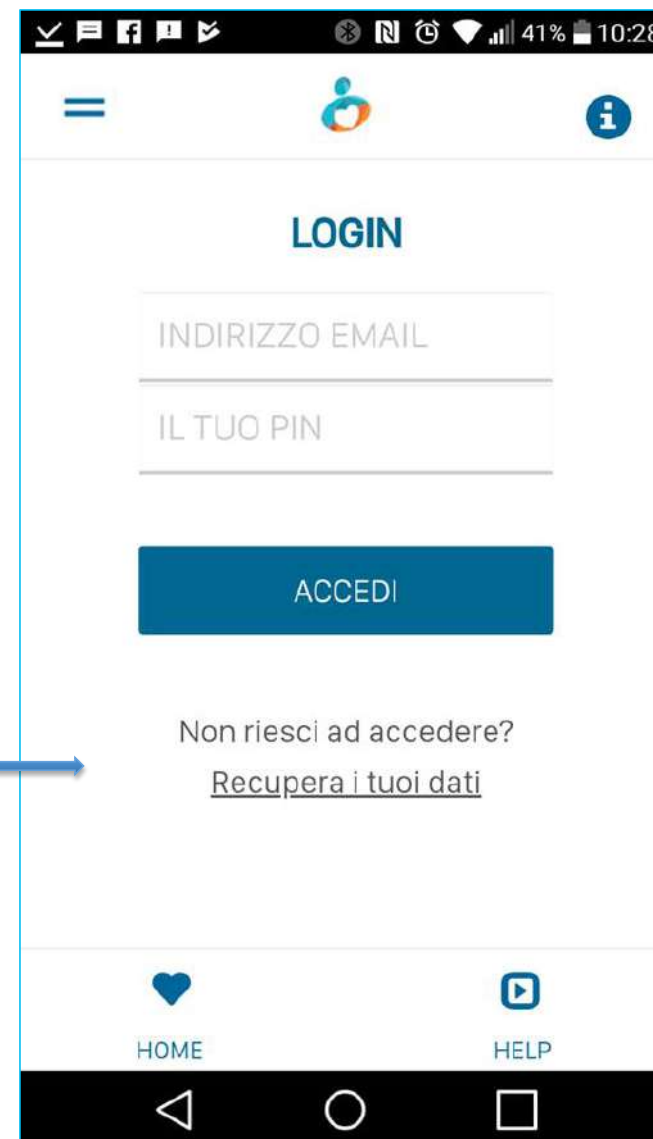 41% 10:28
LOGIN
INDIRIZZO EMAIL
IL TUO PIN
ACCEDI
Non riesci ad accedere?
Recupera i tuoi dati
HOME
HELP